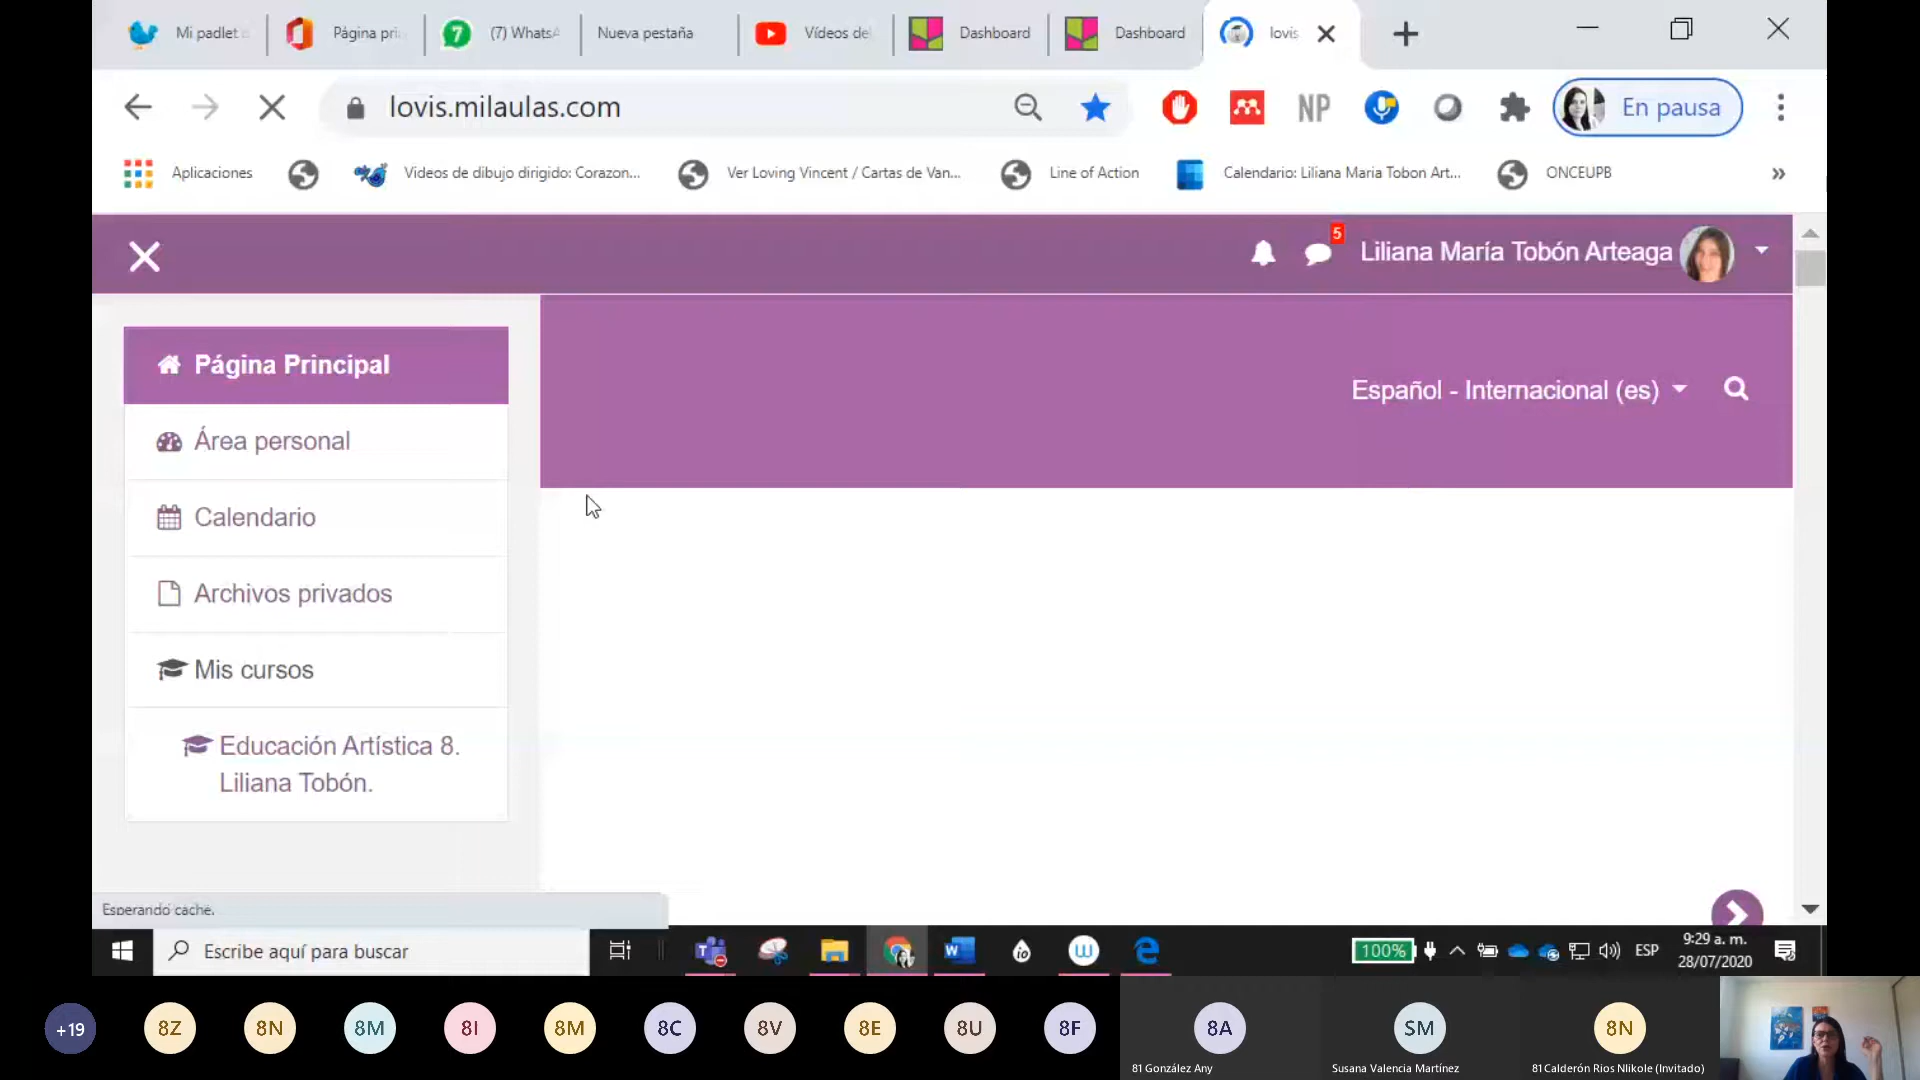 Mi padlet
Página pri
7
(7) WhatsA
Nueva pestaña
Vídeos de
Dashboard
Dashboard
lovis
lovis.milaulas.com
NP
En pausa
Aplicaciones
Videos de dibujo dirigido: Corazon...
Ver Loving Vincent / Cartas de Van...
Line of Action
Calendario: Liliana Maria Tobon Art...
ONCEUPB
»
5
Liliana María Tobón Arteaga
Página Principal
Español - Internacional (es)
Área personal
Calendario
Archivos privados
Mis cursos
Educación Artística 8.
Liliana Tobón.
Esperando cache.
Escribe aquí para buscar
100%
ESP
9:29 a. m.
28/07/2020
+19
8Z
8N
8M
8I
8M
8C
8V
8E
8U
8F
8A
SM
8N
81 González Any
Susana Valencia Martínez
81 Calderón Rios Nlikole (Invitado)